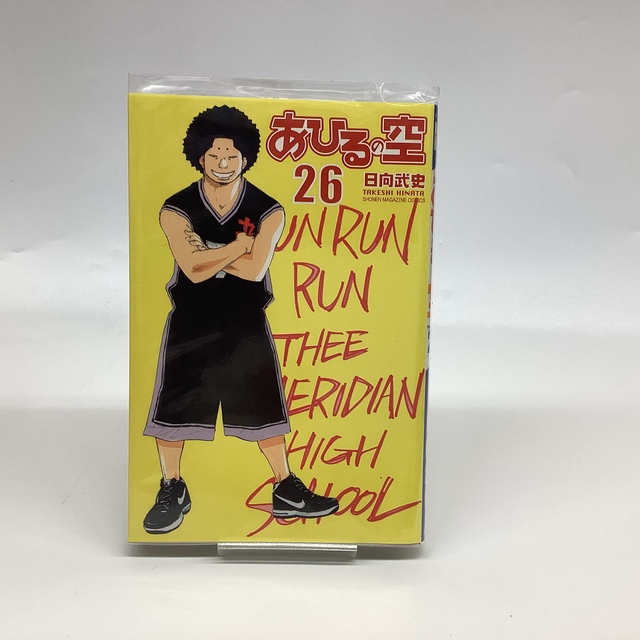 あひるの空
26
日向武史
TAKESHI HINATA
SHONEN MAGAZINE COMICS
UN RUN
RUN
THEE
ERIDIAN
HIGH
SCHOOL